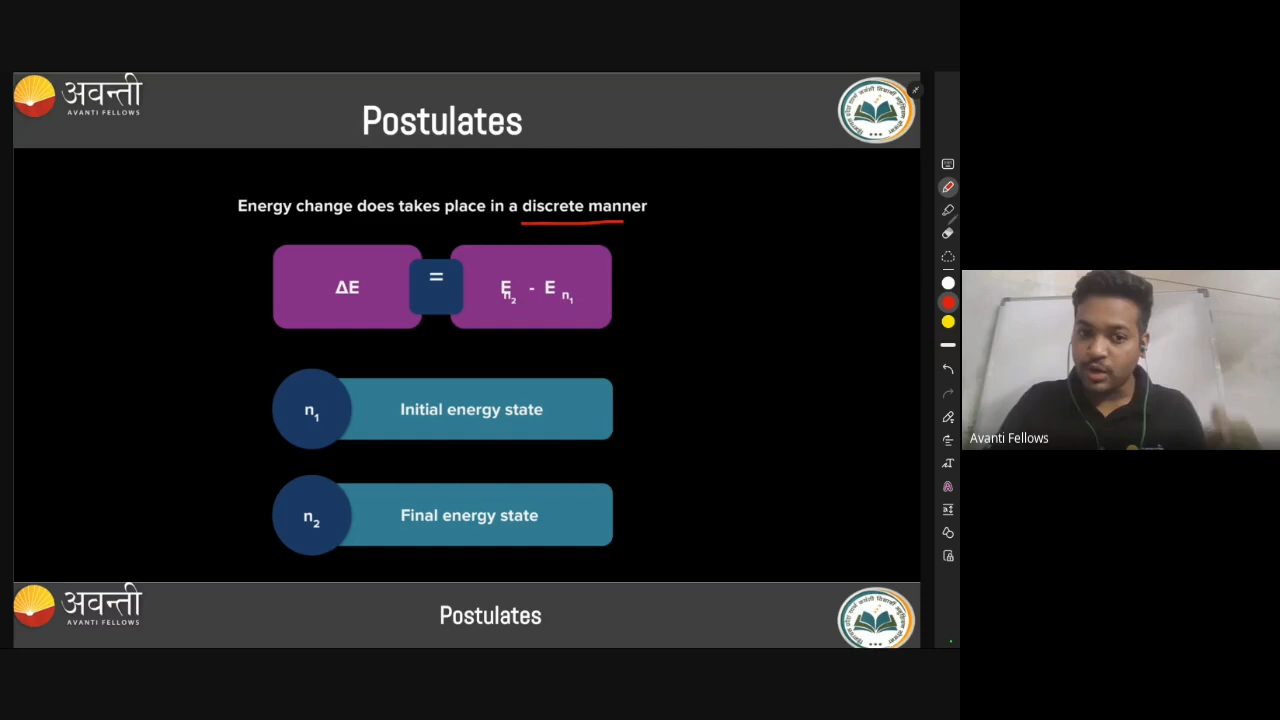 अवन्ती
AVANTI FELLOWS
Postulates
Energy change does takes place in a discrete manner
ΔE = En2 - E n1
n1 Initial energy state
n2 Final energy state
Avanti Fellows
अवन्ती
AVANTI FELLOWS
Postulates